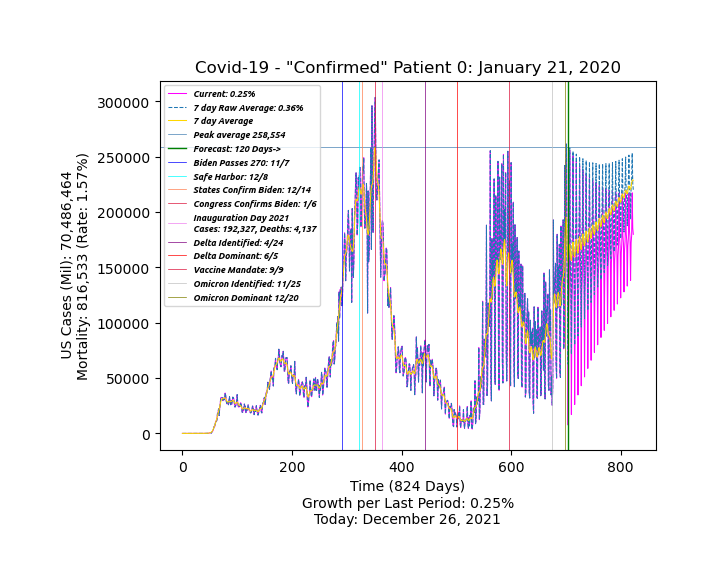 Covid-19 - "Confirmed" Patient 0: January 21, 2020
Current: 0.25%
7 day Raw Average: 0.36%
7 day Average
Peak average 258,554
Forecast: 120 Days->
Biden Passes 270: 11/7
Safe Harbor: 12/8
States Confirm Biden: 12/14
Congress Confirms Biden: 1/6
Inauguration Day 2021
Cases: 192,327, Deaths: 4,137
Delta Identified: 4/24
Delta Dominant: 6/5
Vaccine Mandate: 9/9
Omicron Identified: 11/25
Omicron Dominant 12/20
300000
250000
200000
150000
100000
50000
0
US Cases (Mil): 70,486,464
Mortality: 816,533 (Rate: 1.57%)
0 200 400 600 800
Time (824 Days)
Growth per Last Period: 0.25%
Today: December 26, 2021